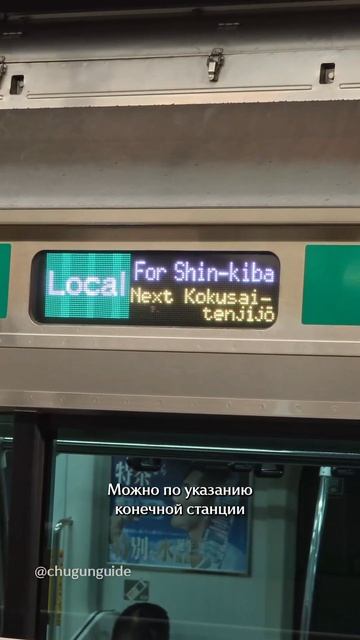 Local
For Shin-kiba
Next Kokusai-
tenjijō
Можно по указанию
конечной станции
@chugunguide